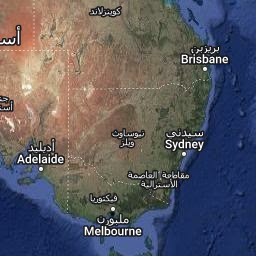 كوينزلاند
أس
بريزبن
Brisbane
نيوساوث
ويلز
سيدني
Sydney
أديليد
Adelaide
مقاطعة العاصمة
الأسترالية
فيكتوريا
ملبورن
Melbourne